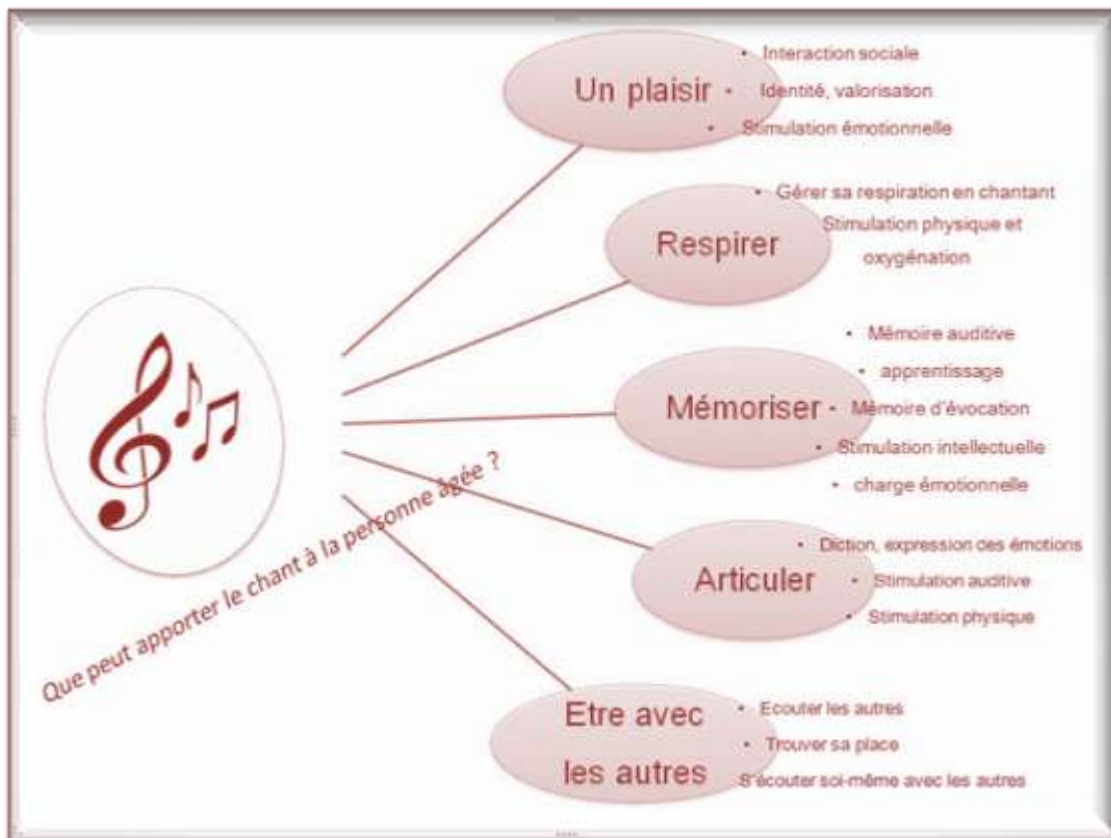 Un plaisir
• Interaction sociale
• Identité, valorisation
• Stimulation émotionnelle
Respirer
• Gérer sa respiration en chantant
Stimulation physique et
oxygénation
Mémoriser
• Mémoire auditive
• apprentissage
• Mémoire d'évocation
• Stimulation intellectuelle
• charge émotionnelle
Que peut apporter le chant à la personne âgée ?
Articuler
• Diction, expression des émotions
• Stimulation auditive
• Stimulation physique
Etre avec
les autres
• Ecouter les autres
• Trouver sa place
S'écouter soi-même avec les autres